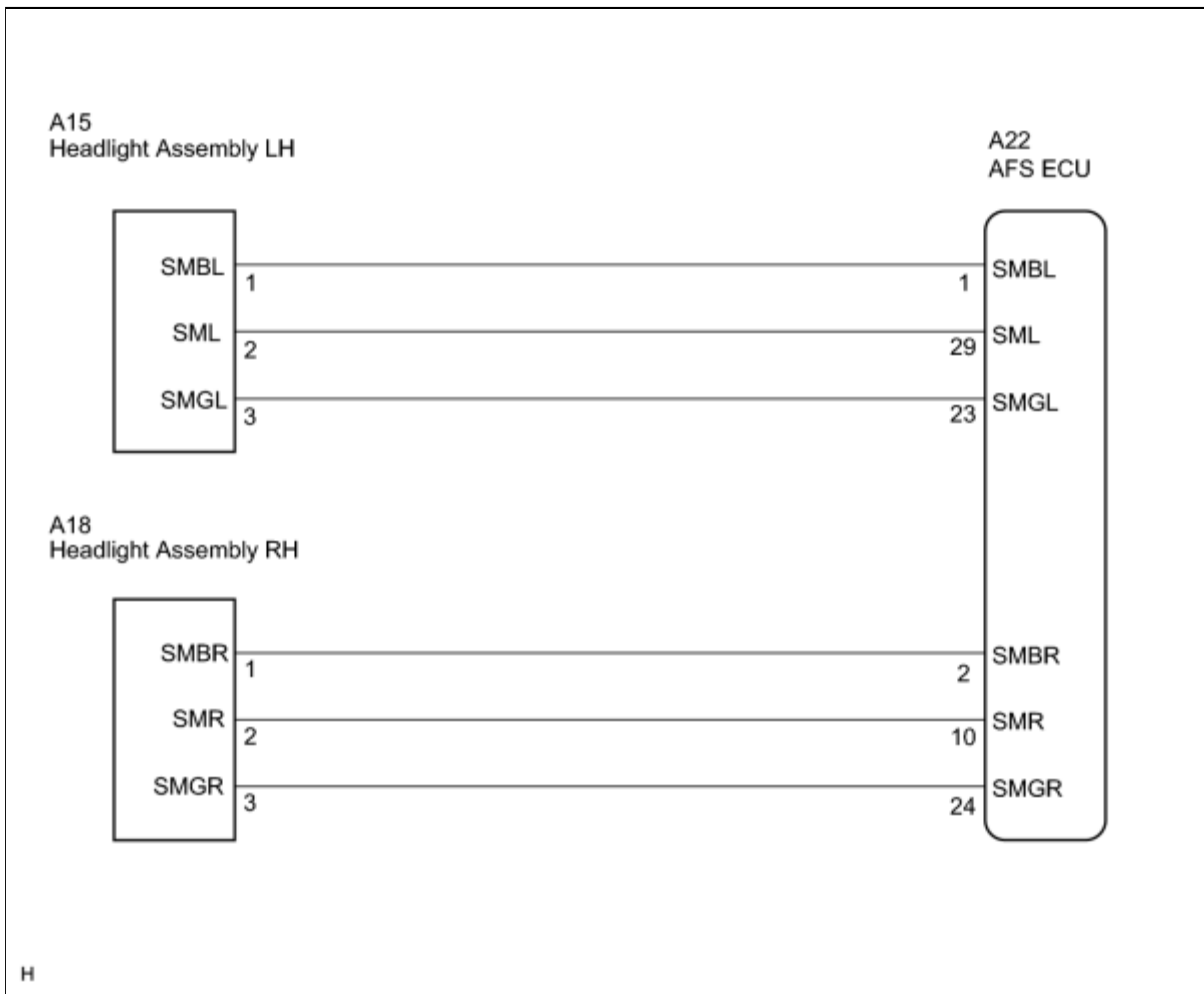 A15
Headlight Assembly LH
A22
AFS ECU
SMBL 1 1 SMBL
SML 2 29 SML
SMGL 3 23 SMGL
A18
Headlight Assembly RH
SMBR 1 2 SMBR
SMR 2 10 SMR
SMGR 3 24 SMGR
H